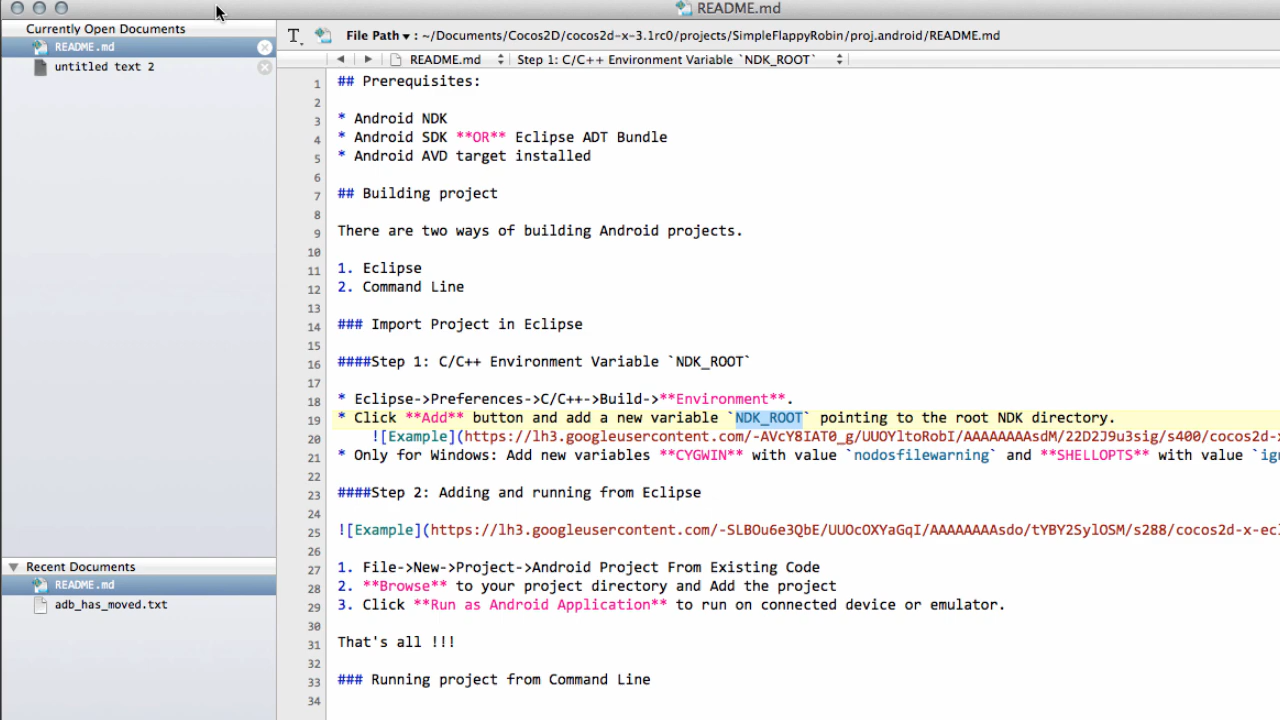 README.md
Currently Open Documents
README.md
untitled text 2
File Path ▾ : ~/Documents/Cocos2D/cocos2d-x-3.1rc0/projects/SimpleFlappyRobin/proj.android/README.md
README.md Step 1: C/C++ Environment Variable `NDK_ROOT`
1 ## Prerequisites:
2
3 * Android NDK
4 * Android SDK **OR** Eclipse ADT Bundle
5 * Android AVD target installed
6
7 ## Building project
8
9 There are two ways of building Android projects.
10
11 1. Eclipse
12 2. Command Line
13
14 ### Import Project in Eclipse
15
16 ####Step 1: C/C++ Environment Variable `NDK_ROOT`
17
18 * Eclipse->Preferences->C/C++->Build->**Environment**.
19 * Click **Add** button and add a new variable `NDK_ROOT` pointing to the root NDK directory.
20 ![Example](https://lh3.googleusercontent.com/-AVcY8IAT0_g/UUOYltoRobI/AAAAAAAAsdM/22D2J9u3sig/s400/cocos2d-x
21 * Only for Windows: Add new variables **CYGWIN** with value `nodosfilewarning` and **SHELLOPTS** with value `ig
22
23 ####Step 2: Adding and running from Eclipse
24
25 ![Example](https://lh3.googleusercontent.com/-SLBOu6e3QbE/UUOcOXYaGqI/AAAAAAAAsdo/tYBY2SylOSM/s288/cocos2d-x-ecl
26
27 1. File->New->Project->Android Project From Existing Code
28 2. **Browse** to your project directory and Add the project
29 3. Click **Run as Android Application** to run on connected device or emulator.
30
31 That's all !!!
32
33 ### Running project from Command Line
34
Recent Documents
README.md
adb_has_moved.txt